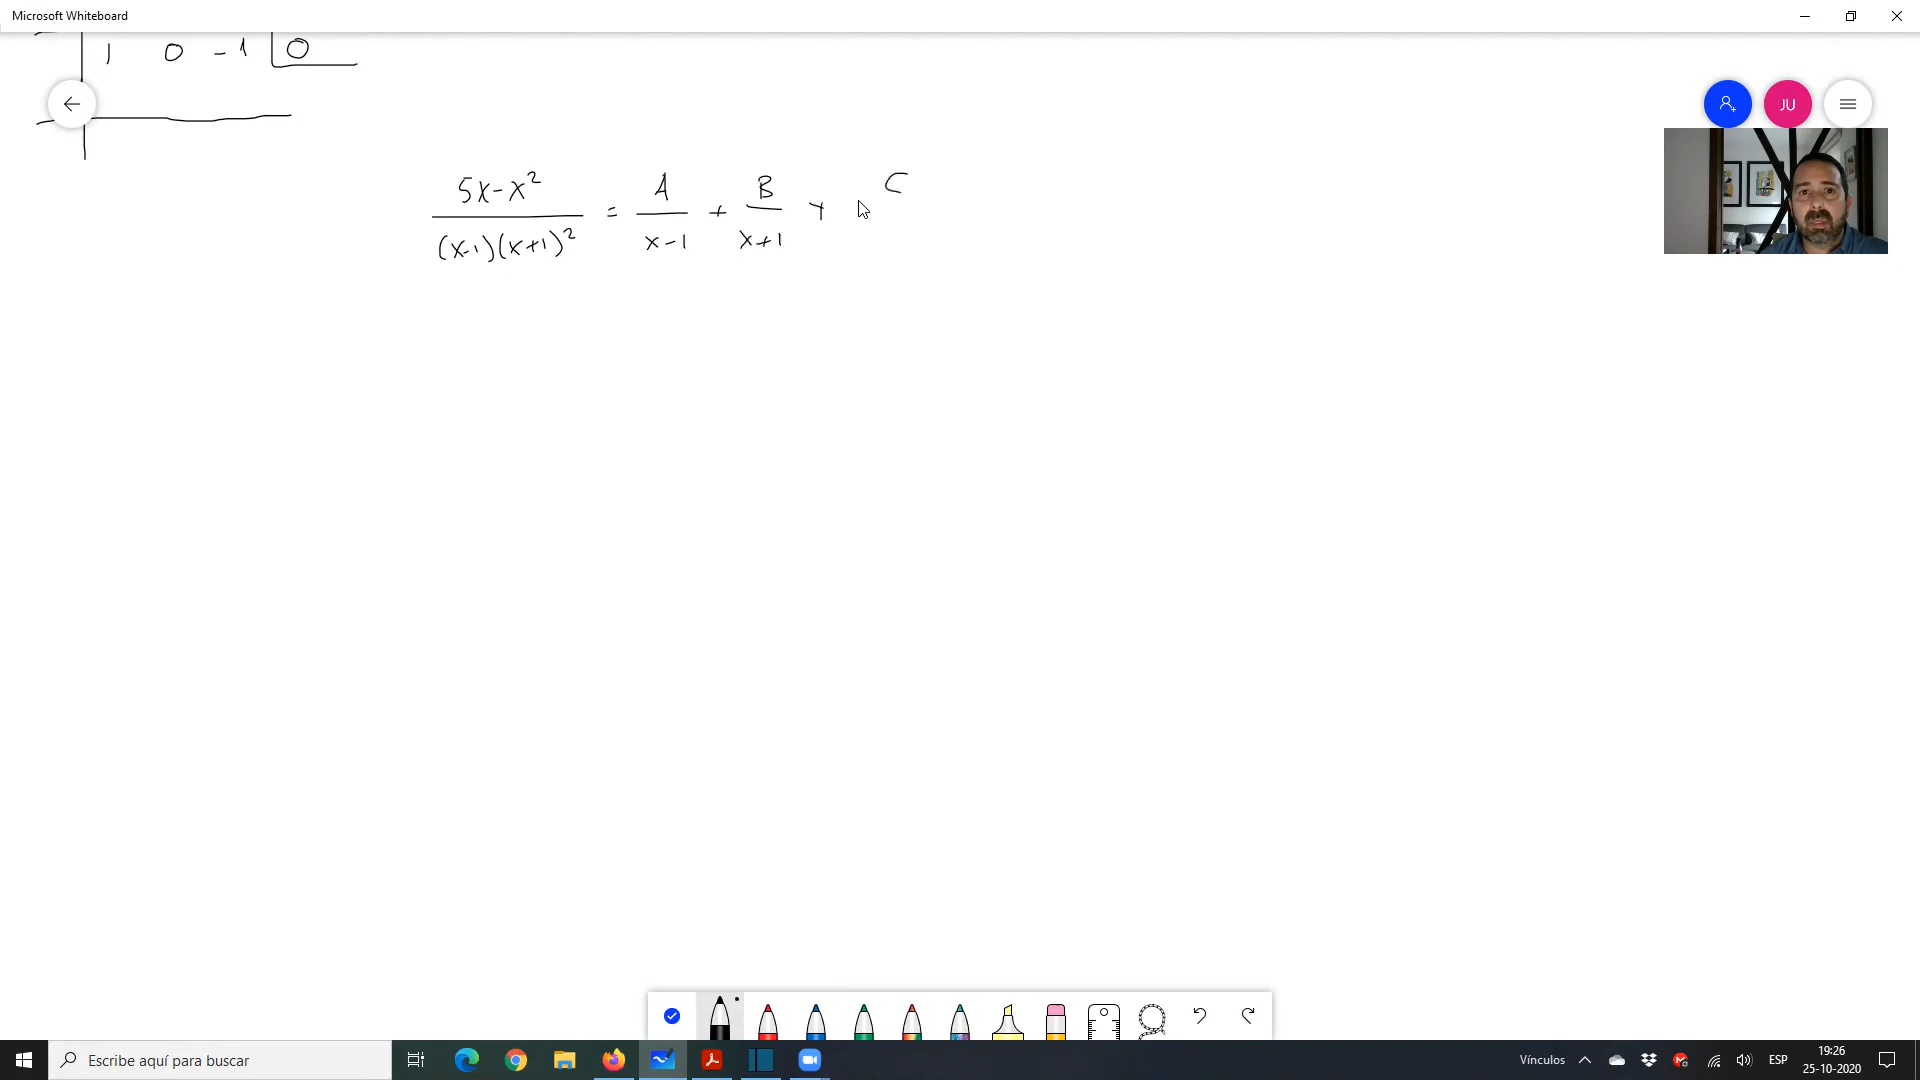 Microsoft Whiteboard
1 0 -1 0
JU
5x-x² A B C
= + +
(x-1)(x+1)² x-1 x+1
Escribe aquí para buscar
Vínculos ESP 19:26
25-10-2020